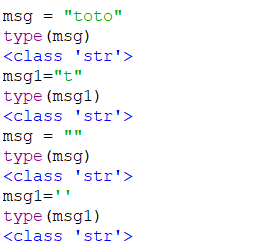 msg = "toto"
type(msg)
<class 'str'>
msg1="t"
type(msg1)
<class 'str'>
msg = ""
type(msg)
<class 'str'>
msg1=''
type(msg1)
<class 'str'>